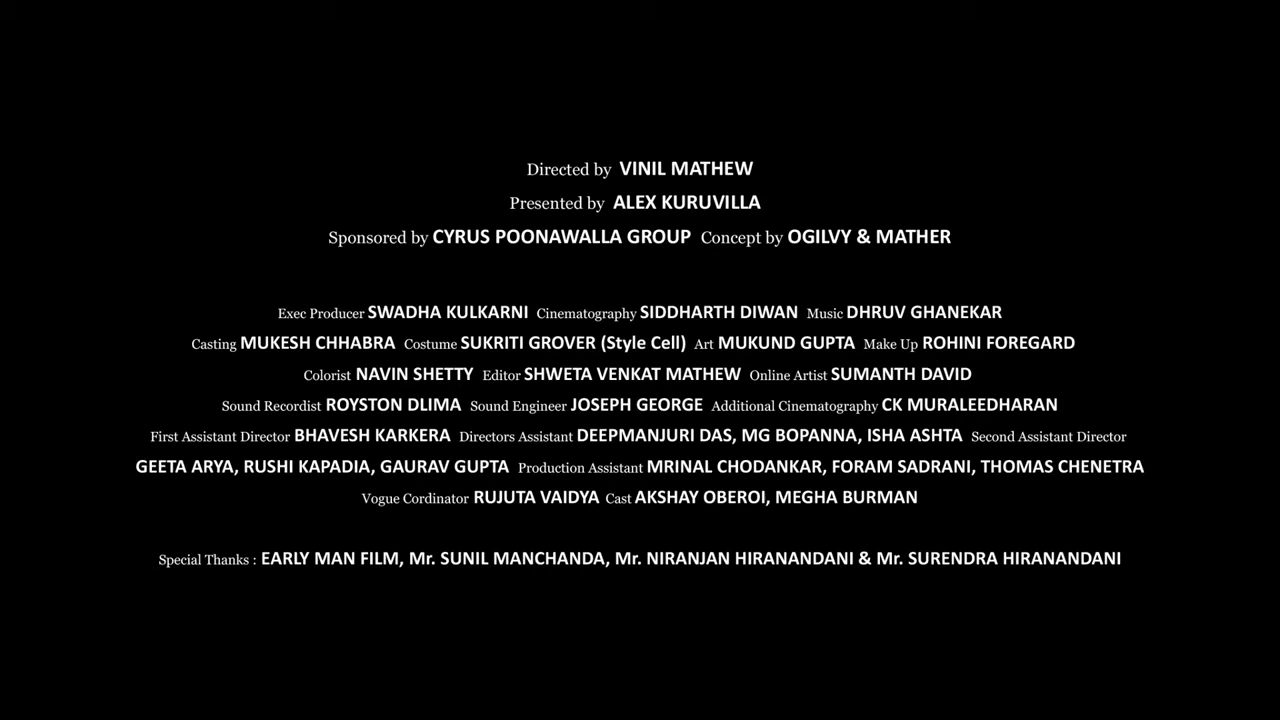 Directed by VINIL MATHEW
Presented by ALEX KURUVILLA
Sponsored by CYRUS POONAWALLA GROUP Concept by OGILVY & MATHER
Exec Producer SWADHA KULKARNI Cinematography SIDDHARTH DIWAN Music DHRUV GHANEKAR
Casting MUKESH CHHABRA Costume SUKRITI GROVER (Style Cell) Art MUKUND GUPTA Make Up ROHINI FOREGARD
Colorist NAVIN SHETTY Editor SHWETA VENKAT MATHEW Online Artist SUMANTH DAVID
Sound Recordist ROYSTON DLIMA Sound Engineer JOSEPH GEORGE Additional Cinematography CK MURALEEDHARAN
First Assistant Director BHAVESH KARKERA Directors Assistant DEEPMANJURI DAS, MG BOPANNA, ISHA ASHTA Second Assistant Director
GEETA ARYA, RUSHI KAPADIA, GAURAV GUPTA Production Assistant MRINAL CHODANKAR, FORAM SADRANI, THOMAS CHENETRA
Vogue Cordinator RUJUTA VAIDYA Cast AKSHAY OBEROI, MEGHA BURMAN
Special Thanks : EARLY MAN FILM, Mr. SUNIL MANCHANDA, Mr. NIRANJAN HIRANANDANI & Mr. SURENDRA HIRANANDANI